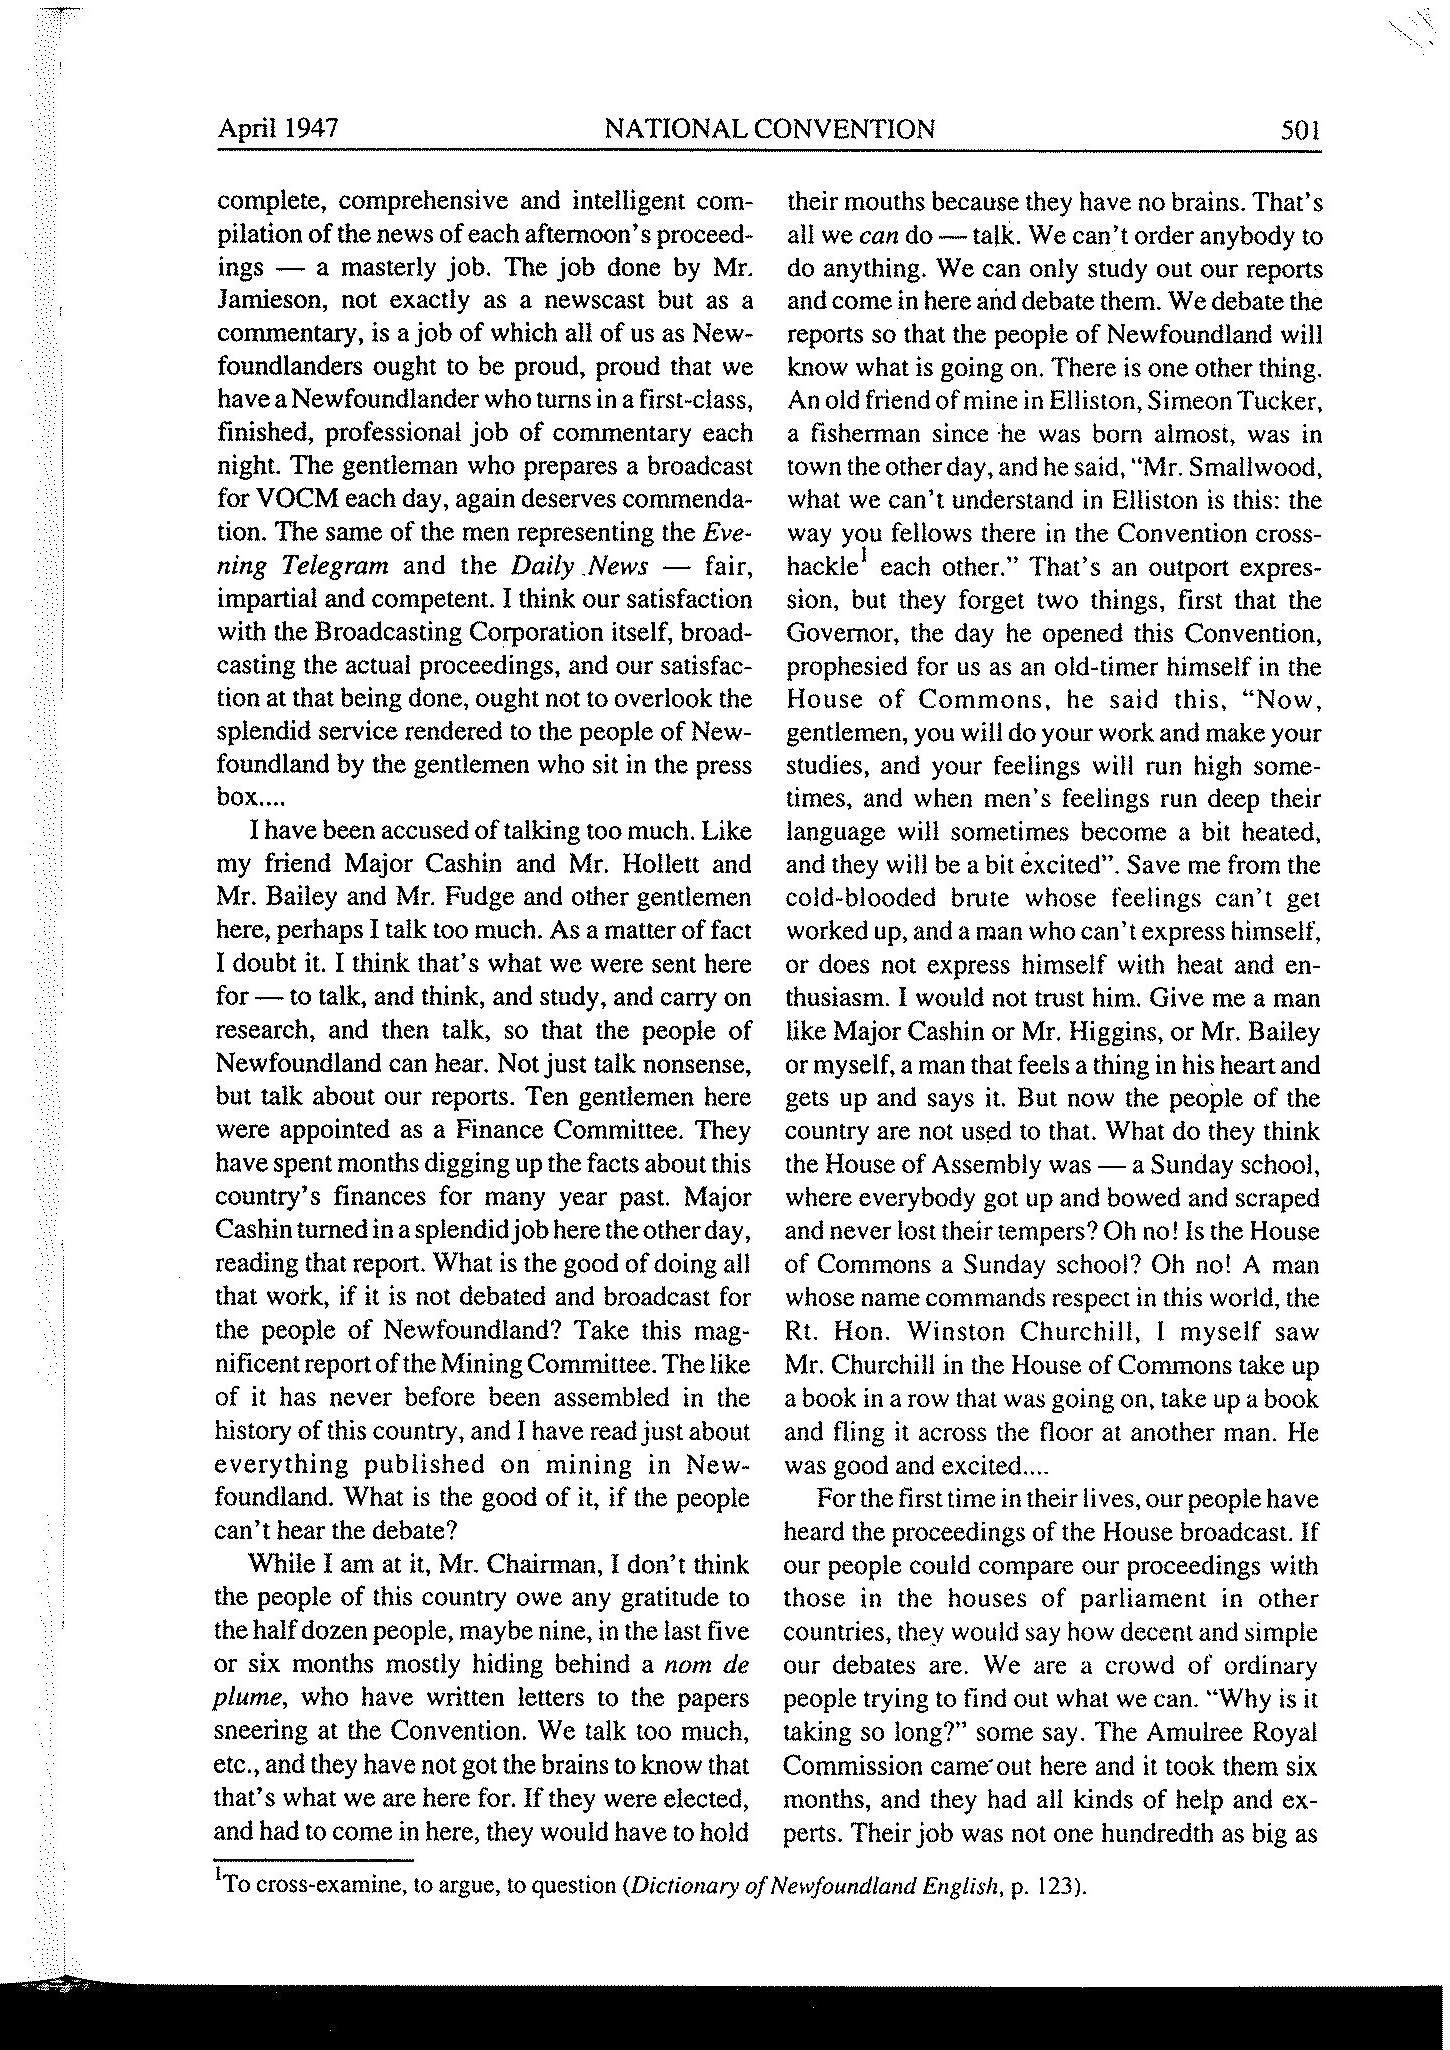 April 1947
NATIONAL CONVENTION
501
complete, comprehensive and intelligent com-
pilation of the news of each afternoon's proceed-
ings — a masterly job. The job done by Mr.
Jamieson, not exactly as a newscast but as a
commentary, is a job of which all of us as New-
foundlanders ought to be proud, proud that we
have a Newfoundlander who turns in a first-class,
finished, professional job of commentary each
night. The gentleman who prepares a broadcast
for VOCM each day, again deserves commenda-
tion. The same of the men representing the Eve-
ning Telegram and the Daily News — fair,
impartial and competent. I think our satisfaction
with the Broadcasting Corporation itself, broad-
casting the actual proceedings, and our satisfac-
tion at that being done, ought not to overlook the
splendid service rendered to the people of New-
foundland by the gentlemen who sit in the press
box....
I have been accused of talking too much. Like
my friend Major Cashin and Mr. Hollett and
Mr. Bailey and Mr. Fudge and other gentlemen
here, perhaps I talk too much. As a matter of fact
I doubt it. I think that's what we were sent here
for — to talk, and think, and study, and carry on
research, and then talk, so that the people of
Newfoundland can hear. Not just talk nonsense,
but talk about our reports. Ten gentlemen here
were appointed as a Finance Committee. They
have spent months digging up the facts about this
country's finances for many year past. Major
Cashin turned in a splendid job here the other day,
reading that report. What is the good of doing all
that work, if it is not debated and broadcast for
the people of Newfoundland? Take this mag-
nificent report of the Mining Committee. The like
of it has never before been assembled in the
history of this country, and I have read just about
everything published on mining in New-
foundland. What is the good of it, if the people
can't hear the debate?
While I am at it, Mr. Chairman, I don't think
the people of this country owe any gratitude to
the half dozen people, maybe nine, in the last five
or six months mostly hiding behind a nom de
plume, who have written letters to the papers
sneering at the Convention. We talk too much,
etc., and they have not got the brains to know that
that's what we are here for. If they were elected,
and had to come in here, they would have to hold
their mouths because they have no brains. That's
all we can do — talk. We can't order anybody to
do anything. We can only study out our reports
and come in here and debate them. We debate the
reports so that the people of Newfoundland will
know what is going on. There is one other thing.
An old friend of mine in Elliston, Simeon Tucker,
a fisherman since he was born almost, was in
town the other day, and he said, "Mr. Smallwood,
what we can't understand in Elliston is this: the
way you fellows there in the Convention cross-
hackle¹ each other." That's an outport expres-
sion, but they forget two things, first that the
Governor, the day he opened this Convention,
prophesied for us as an old-timer himself in the
House of Commons, he said this, "Now,
gentlemen, you will do your work and make your
studies, and your feelings will run high some-
times, and when men's feelings run deep their
language will sometimes become a bit heated,
and they will be a bit excited". Save me from the
cold-blooded brute whose feelings can't get
worked up, and a man who can't express himself,
or does not express himself with heat and en-
thusiasm. I would not trust him. Give me a man
like Major Cashin or Mr. Higgins, or Mr. Bailey
or myself, a man that feels a thing in his heart and
gets up and says it. But now the people of the
country are not used to that. What do they think
the House of Assembly was — a Sunday school,
where everybody got up and bowed and scraped
and never lost their tempers? Oh no! Is the House
of Commons a Sunday school? Oh no! A man
whose name commands respect in this world, the
Rt. Hon. Winston Churchill, I myself saw
Mr. Churchill in the House of Commons take up
a book in a row that was going on, take up a book
and fling it across the floor at another man. He
was good and excited....
For the first time in their lives, our people have
heard the proceedings of the House broadcast. If
our people could compare our proceedings with
those in the houses of parliament in other
countries, they would say how decent and simple
our debates are. We are a crowd of ordinary
people trying to find out what we can. "Why is it
taking so long?" some say. The Amulree Royal
Commission came out here and it took them six
months, and they had all kinds of help and ex-
perts. Their job was not one hundredth as big as
¹To cross-examine, to argue, to question (Dictionary of Newfoundland English, p. 123).